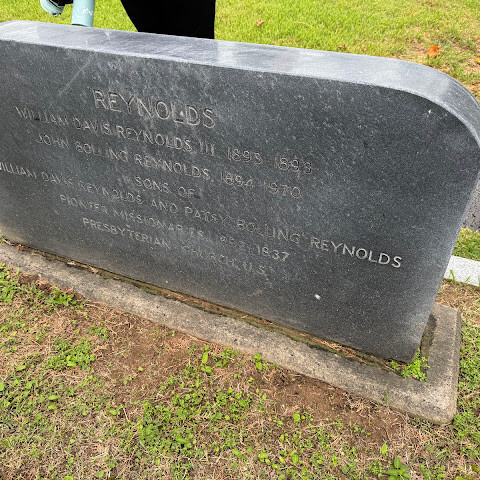 REYNOLDS
WILLIAM DAVIS REYNOLDS, III, 1893, 1893
JOHN BOLLING REYNOLDS, 1894 1970
SONS OF
WILLIAM DAVIS REYNOLDS AND PATSY BOLLING REYNOLDS
PIONEER MISSIONARIES, 1892, 1937
PRESBYTERIAN CHURCH, U.S.